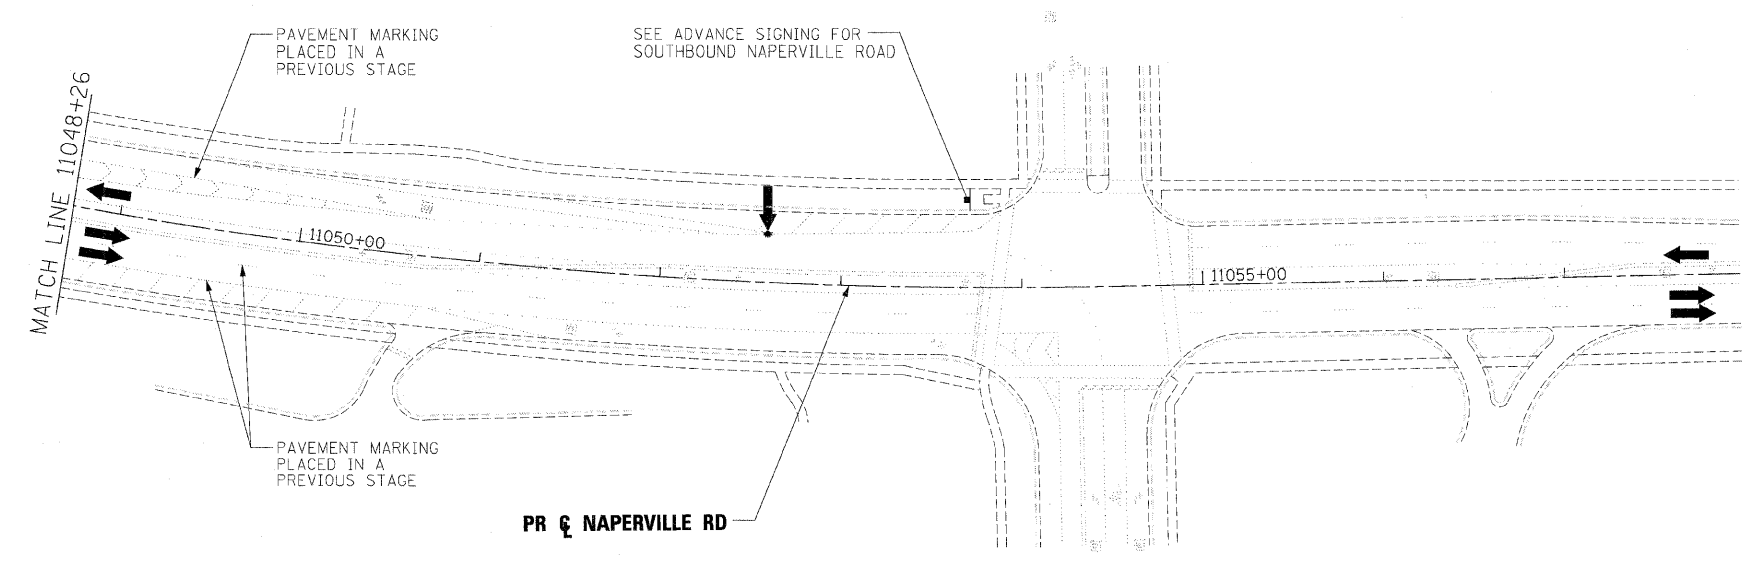 PAVEMENT MARKING
PLACED IN A
PREVIOUS STAGE
SEE ADVANCE SIGNING FOR
SOUTHBOUND NAPERVILLE ROAD
MATCH LINE 11048+26
11050+00
11055+00
PAVEMENT MARKING
PLACED IN A
PREVIOUS STAGE
PR ℄ NAPERVILLE RD